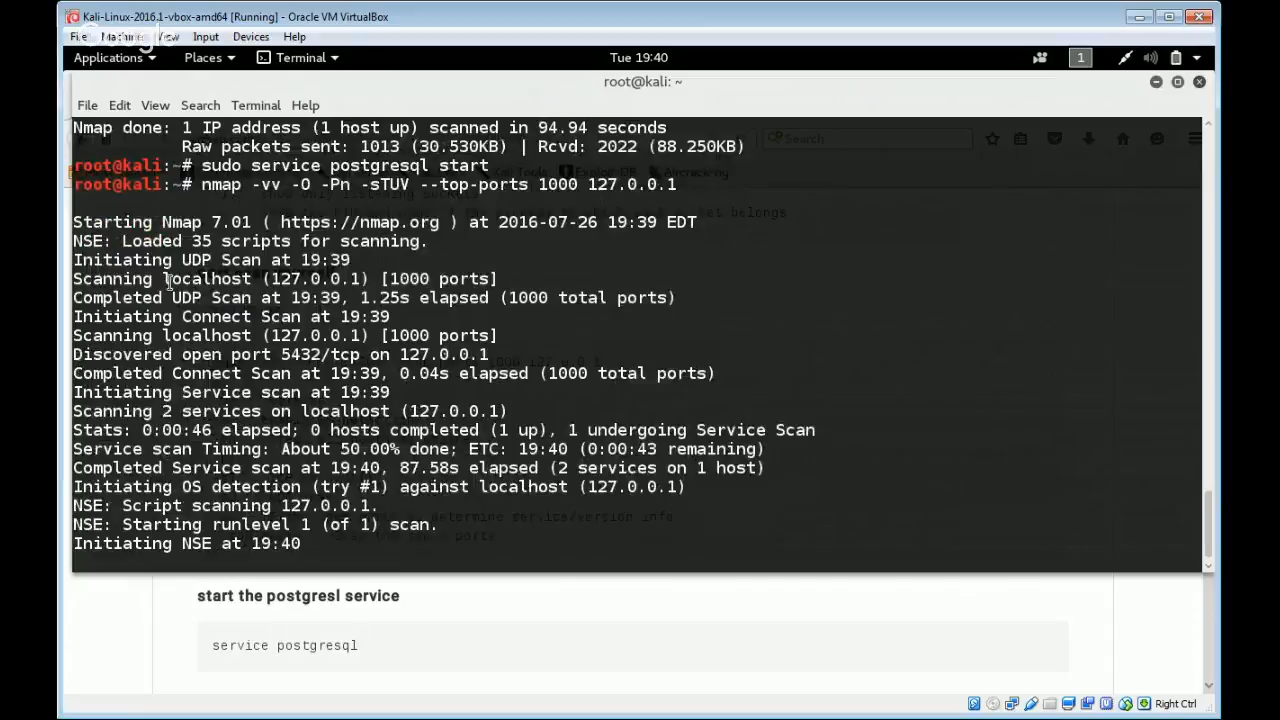 Kali-Linux-2016.1-vbox-amd64 [Running] - Oracle VM VirtualBox
File Machine View Input Devices Help
Google
Applications Places Terminal Tue 19:40 1
root@kali: ~
File Edit View Search Terminal Help
Search
Nmap done: 1 IP address (1 host up) scanned in 94.94 seconds
Raw packets sent: 1013 (30.530KB) | Rcvd: 2022 (88.250KB)
root@kali:~# sudo service postgresql start
root@kali:~# nmap -vv -O -Pn -sTUV --top-ports 1000 127.0.0.1
Starting Nmap 7.01 ( https://nmap.org ) at 2016-07-26 19:39 EDT
NSE: Loaded 35 scripts for scanning.
Initiating UDP Scan at 19:39
Scanning localhost (127.0.0.1) [1000 ports]
Completed UDP Scan at 19:39, 1.25s elapsed (1000 total ports)
Initiating Connect Scan at 19:39
Scanning localhost (127.0.0.1) [1000 ports]
Discovered open port 5432/tcp on 127.0.0.1
Completed Connect Scan at 19:39, 0.04s elapsed (1000 total ports)
Initiating Service scan at 19:39
Scanning 2 services on localhost (127.0.0.1)
Stats: 0:00:46 elapsed; 0 hosts completed (1 up), 1 undergoing Service Scan
Service scan Timing: About 50.00% done; ETC: 19:40 (0:00:43 remaining)
Completed Service scan at 19:40, 87.58s elapsed (2 services on 1 host)
Initiating OS detection (try #1) against localhost (127.0.0.1)
NSE: Script scanning 127.0.0.1.
NSE: Starting runlevel 1 (of 1) scan.
Initiating NSE at 19:40
start the postgresl service
service postgresql
Right Ctrl